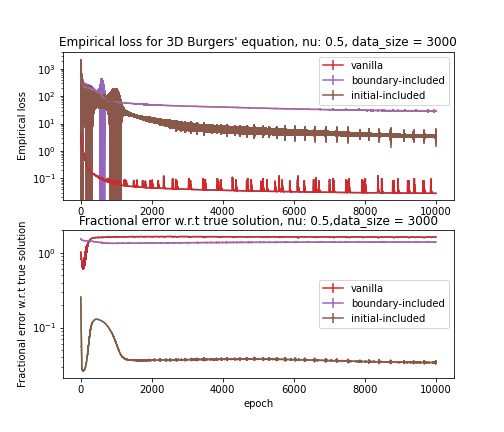 Empirical loss for 3D Burgers' equation, nu: 0.5, data_size = 3000
Empirical loss
10³
10²
10¹
10⁰
10⁻¹
vanilla
boundary-included
initial-included
0 2000 4000 6000 8000 10000
Fractional error w.r.t true solution, nu: 0.5,data_size = 3000
Fractional error w.r.t true solution
10⁰
10⁻¹
vanilla
boundary-included
initial-included
0 2000 4000 6000 8000 10000
epoch